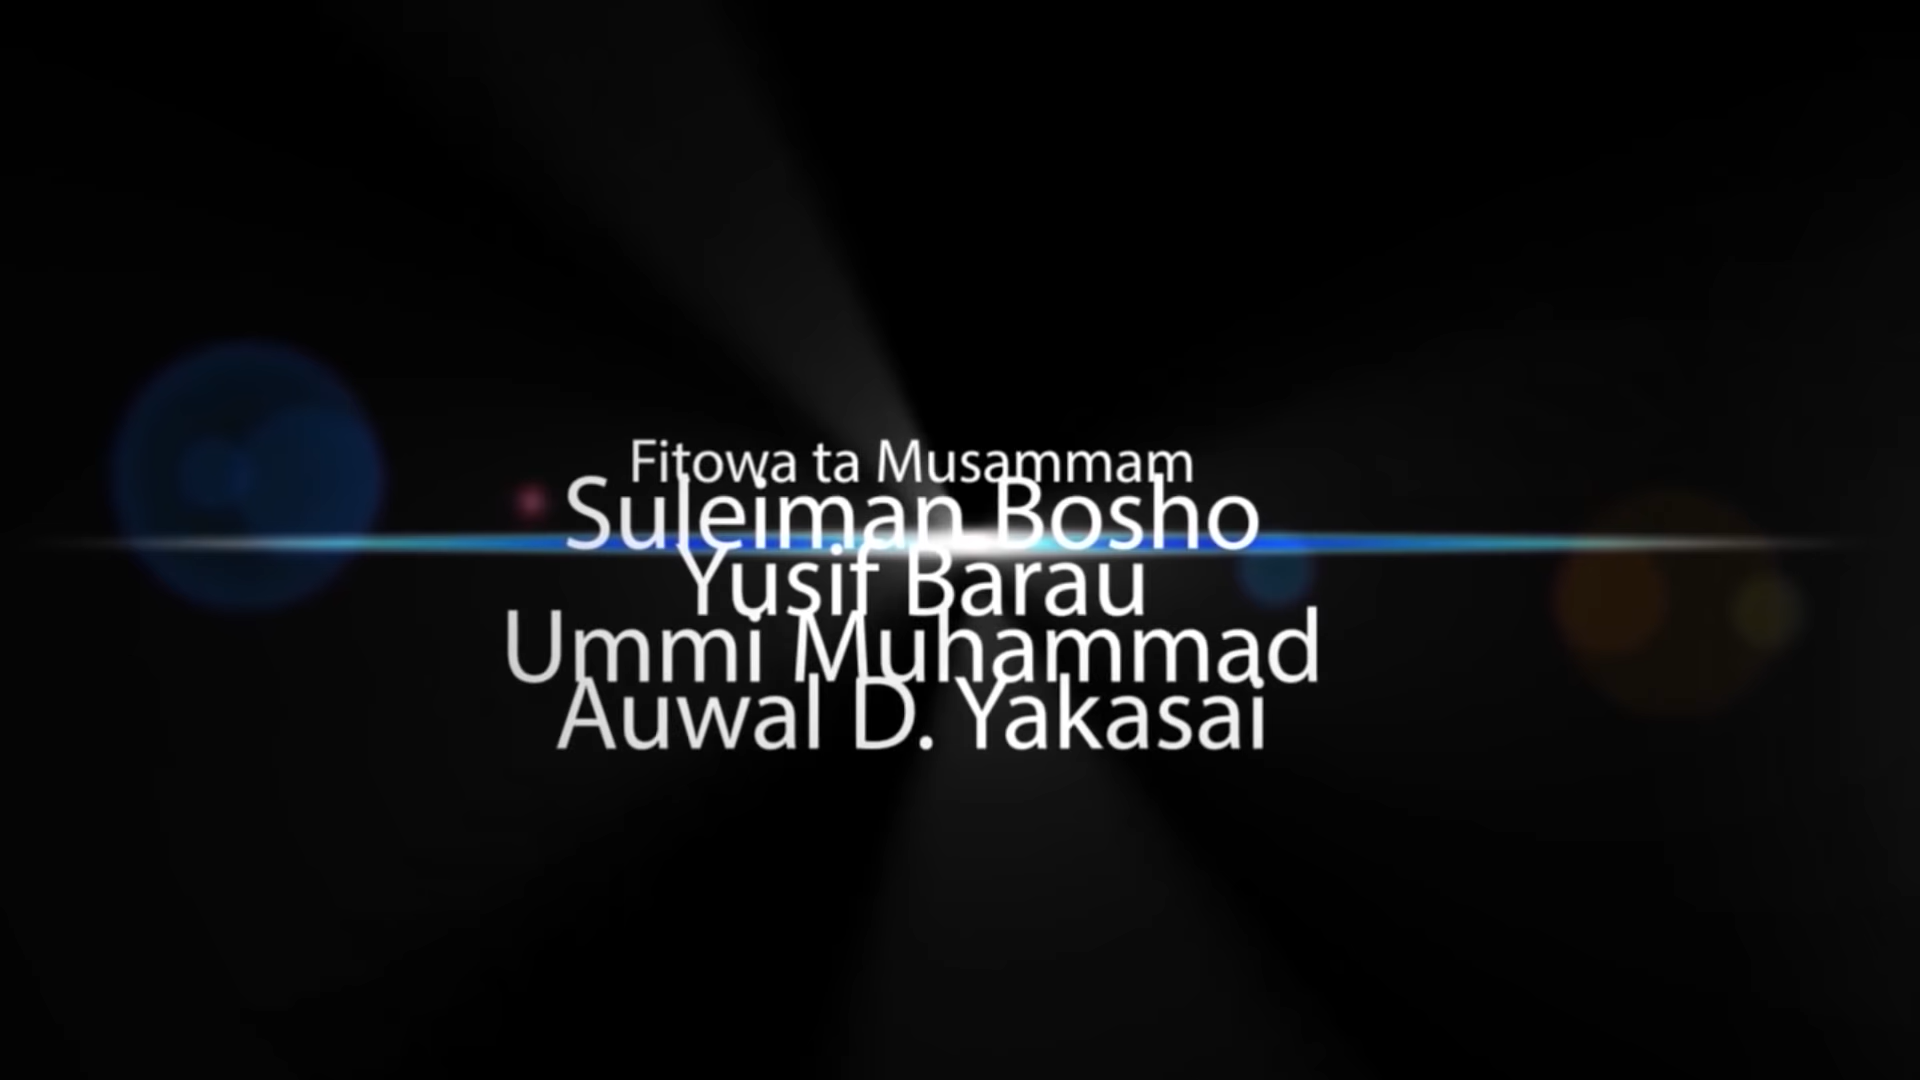 Fitowa ta Musammam
Suleiman Bosho
Yusif Barau
Ummi Muhammad
Auwal D. Yakasai